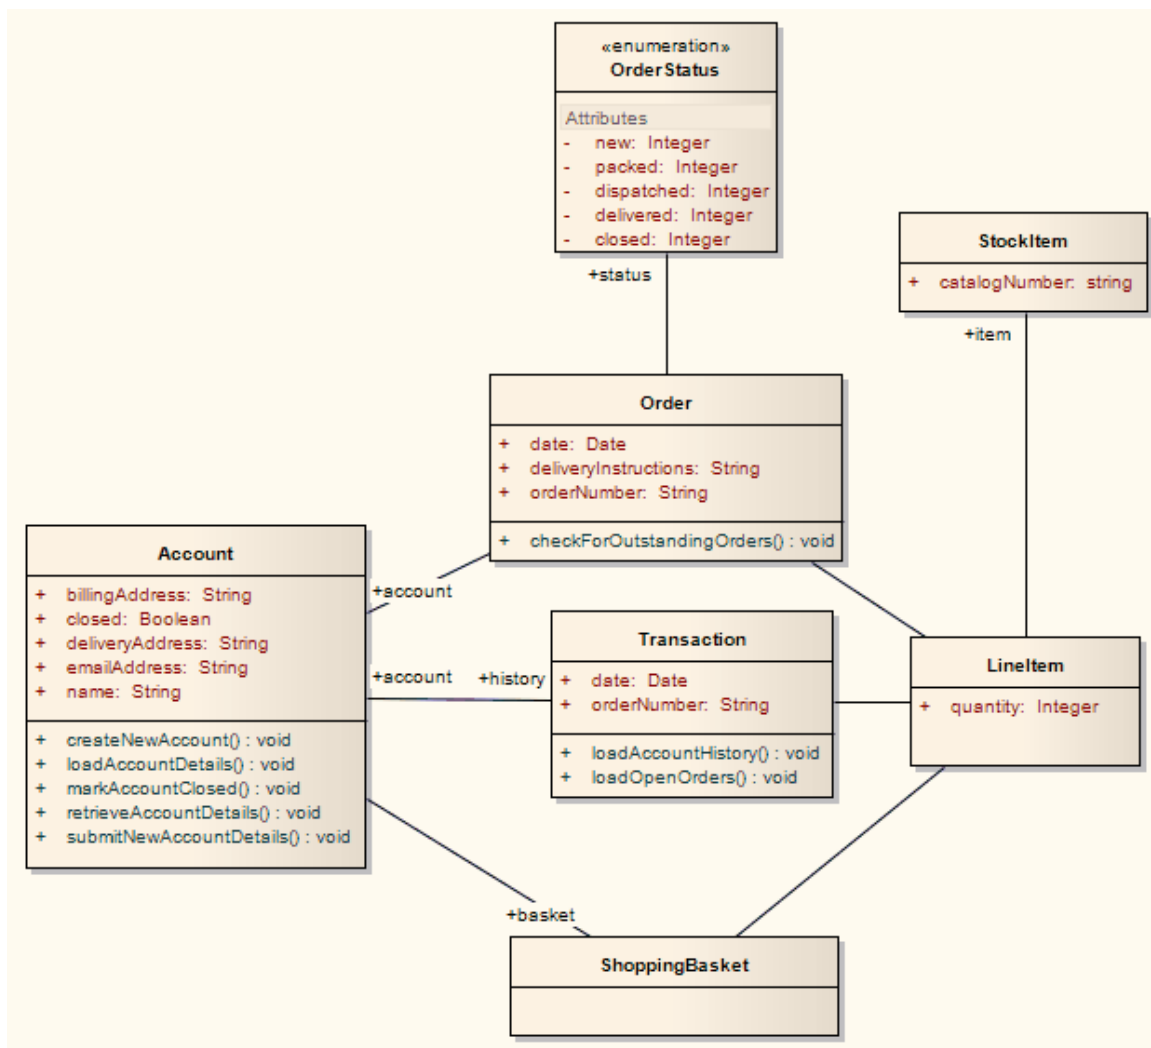 «enumeration»
OrderStatus
Attributes
- new: Integer
- packed: Integer
- dispatched: Integer
- delivered: Integer
- closed: Integer
+status
StockItem
+ catalogNumber: string
+item
Order
+ date: Date
+ deliveryInstructions: String
+ orderNumber: String
+ checkForOutstandingOrders() : void
Account
+ billingAddress: String
+ closed: Boolean
+ deliveryAddress: String
+ emailAddress: String
+ name: String
+ createNewAccount() : void
+ loadAccountDetails() : void
+ markAccountClosed() : void
+ retrieveAccountDetails() : void
+ submitNewAccountDetails() : void
+account
+account
+history
Transaction
+ date: Date
+ orderNumber: String
+ loadAccountHistory() : void
+ loadOpenOrders() : void
LineItem
+ quantity: Integer
+basket
ShoppingBasket